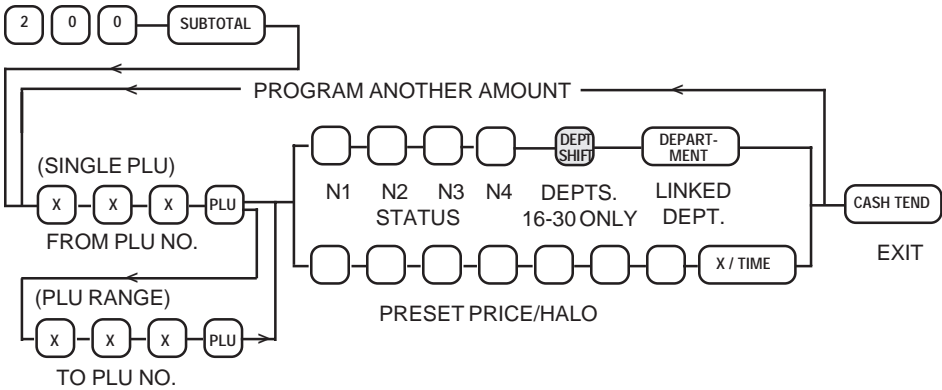 2 0 0 SUBTOTAL
PROGRAM ANOTHER AMOUNT
(SINGLE PLU)
X X X PLU
FROM PLU NO.
(PLU RANGE)
X X X PLU
TO PLU NO.
DEPT SHIFT
DEPART-
MENT
N1 N2 N3 N4
STATUS
DEPTS.
16-30 ONLY
LINKED
DEPT.
X / TIME
PRESET PRICE/HALO
CASH TEND
EXIT